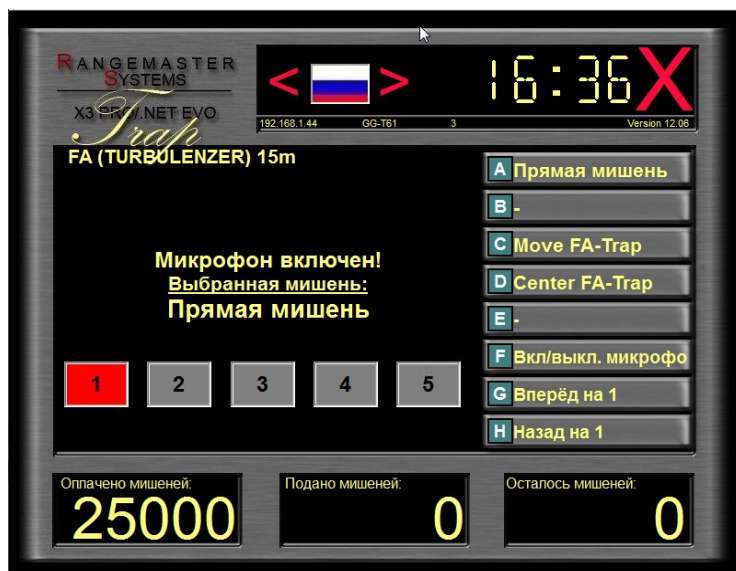 RANGEMASTER
SYSTEMS
X3 PRO/.NET EVO
Trap
< >
16:36 X
192.168.1.44 GG-T61 3 Version 12.06
FA (TURBULENZER) 15m
Микрофон включен!
Выбранная мишень:
Прямая мишень
1 2 3 4 5
A Прямая мишень
B -
C Move FA-Trap
D Center FA-Trap
E -
F Вкл/выкл. микрофо
G Вперёд на 1
H Назад на 1
Оплачено мишеней:
25000
Подано мишеней:
0
Осталось мишеней:
0